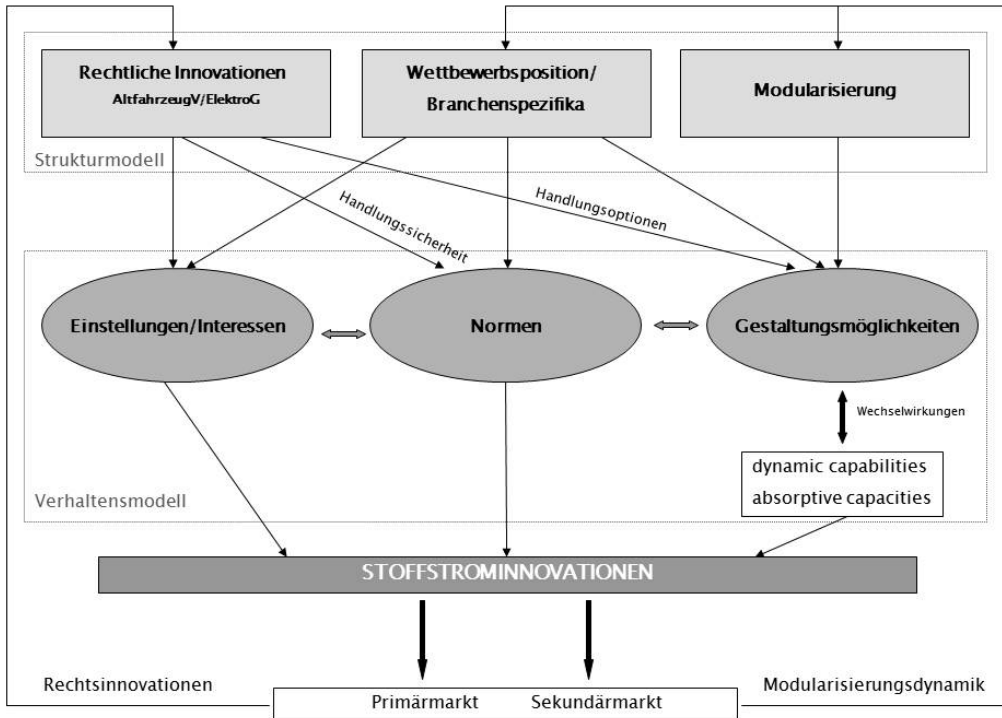 Rechtliche Innovationen
AltfahrzeugV/ElektroG
Wettbewerbsposition/
Branchenspezifika
Modularisierung
Strukturmodell
Handlungssicherheit
Handlungsoptionen
Einstellungen/Interessen
Normen
Gestaltungsmöglichkeiten
Wechselwirkungen
dynamic capabilities
absorptive capacities
Verhaltensmodell
STOFFSTROMINNOVATIONEN
Rechtsinnovationen
Modularisierungsdynamik
Primärmarkt Sekundärmarkt